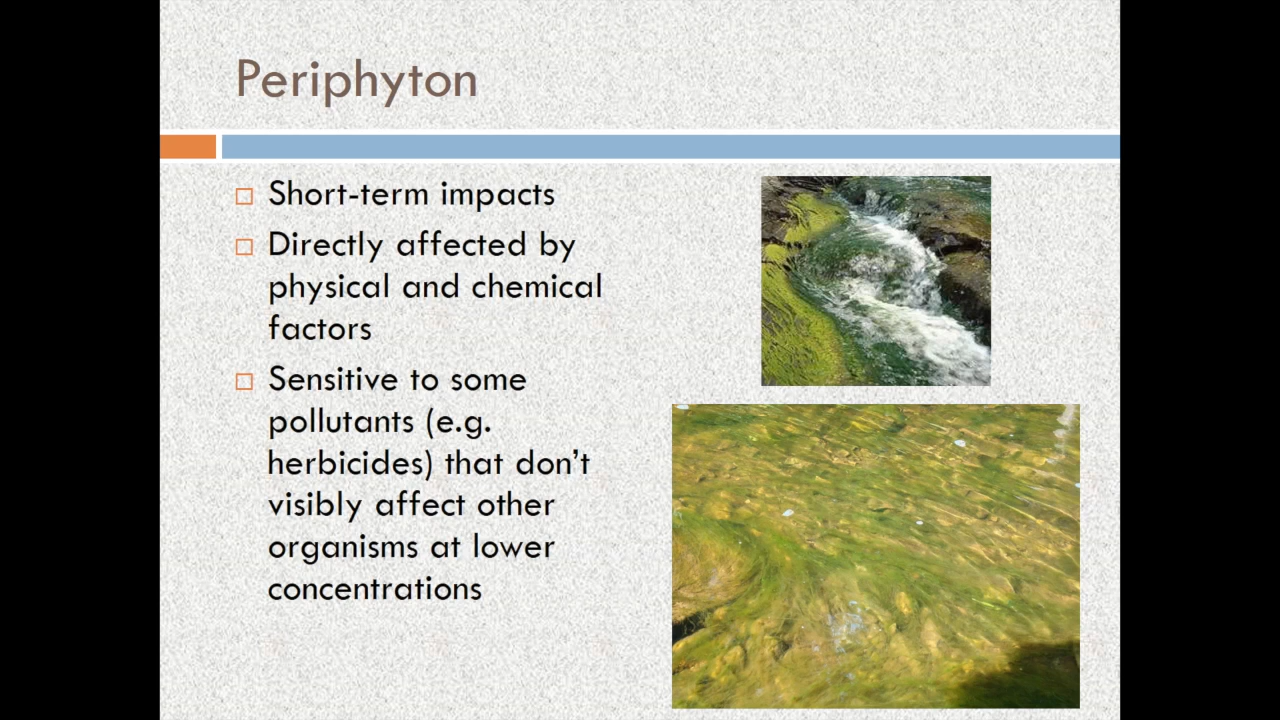 Periphyton
Short-term impacts
Directly affected by
physical and chemical
factors
Sensitive to some
pollutants (e.g.
herbicides) that don't
visibly affect other
organisms at lower
concentrations